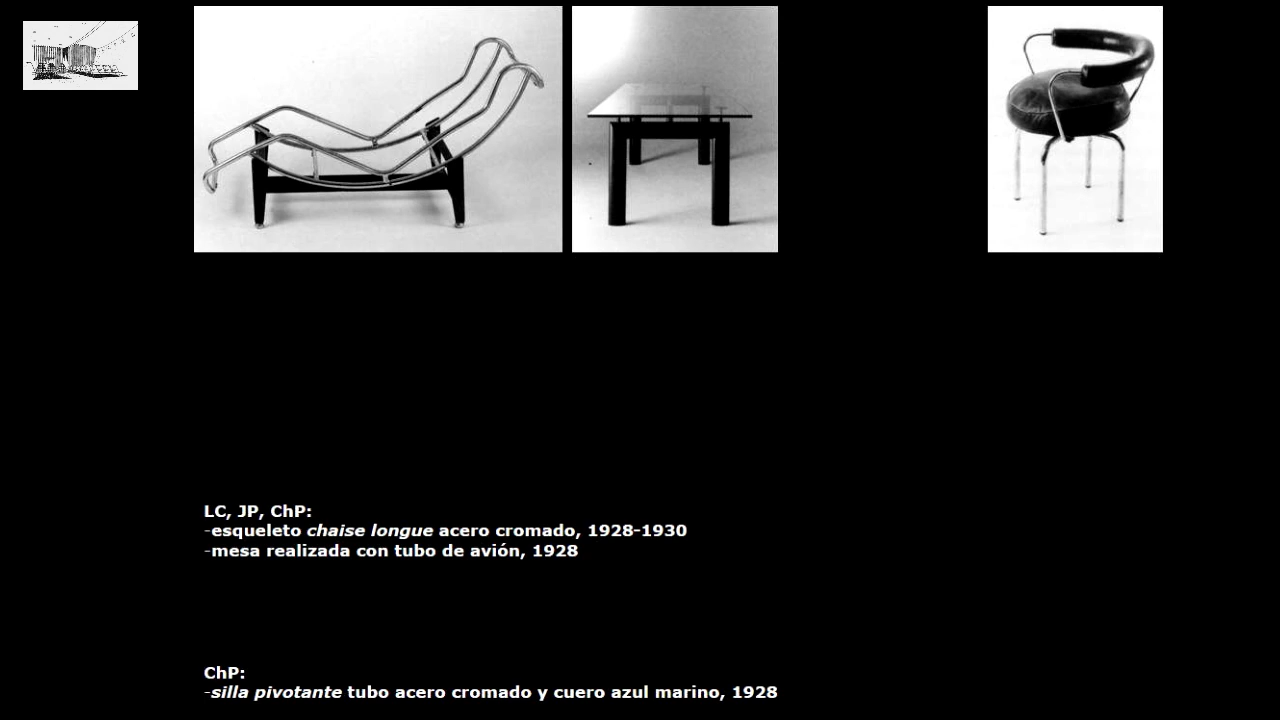 LC, JP, ChP:
-esqueleto chaise longue acero cromado, 1928-1930
-mesa realizada con tubo de avión, 1928
ChP:
-silla pivotante tubo acero cromado y cuero azul marino, 1928